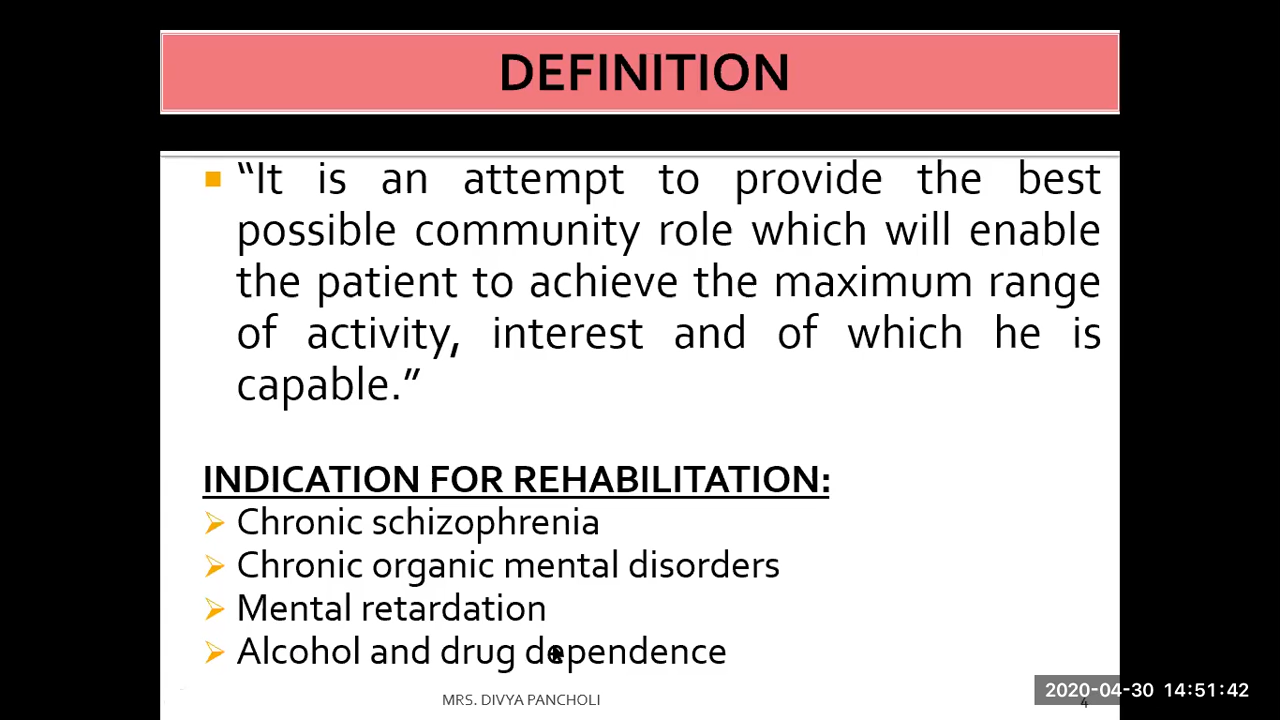 DEFINITION
“It is an attempt to provide the best
possible community role which will enable
the patient to achieve the maximum range
of activity, interest and of which he is
capable.”
INDICATION FOR REHABILITATION:
Chronic schizophrenia
Chronic organic mental disorders
Mental retardation
Alcohol and drug dependence
MRS. DIVYA PANCHOLI
2020-04-30 14:51:42
4